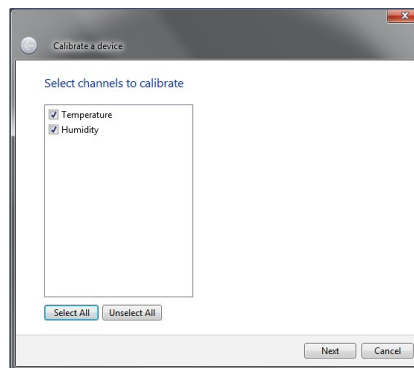 Calibrate a device
Select channels to calibrate
Temperature
Humidity
Select All Unselect All
Next Cancel